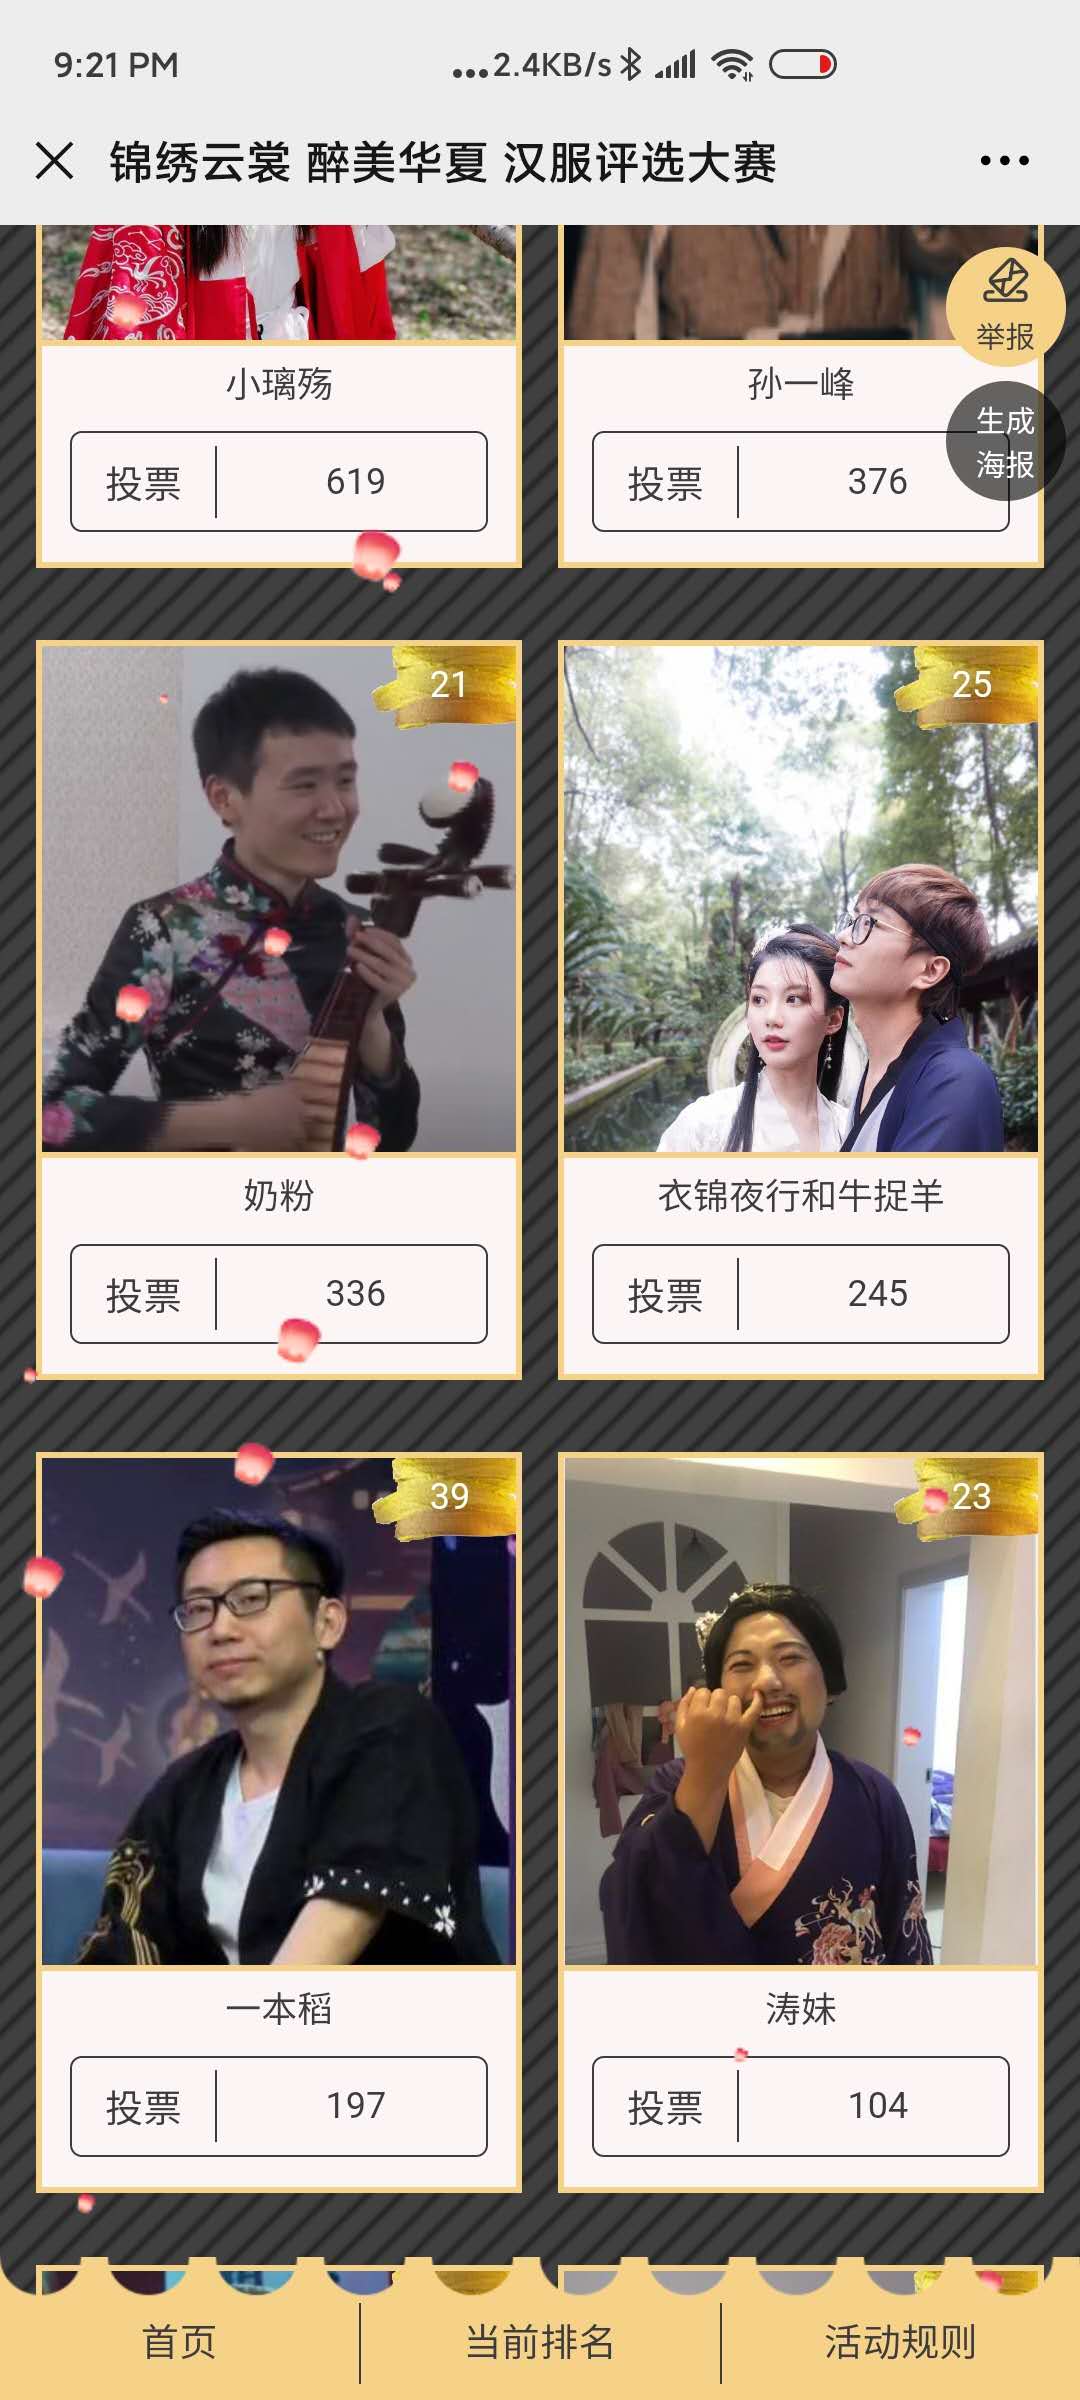 9:21 PM
...2.4KB/s
锦绣云裳 醉美华夏 汉服评选大赛
举报
生成
海报
小璃殇
孙一峰
投票 619
投票 376
21
25
奶粉
衣锦夜行和牛捉羊
投票 336
投票 245
39
23
一本稻
涛妹
投票 197
投票 104
首页
当前排名
活动规则